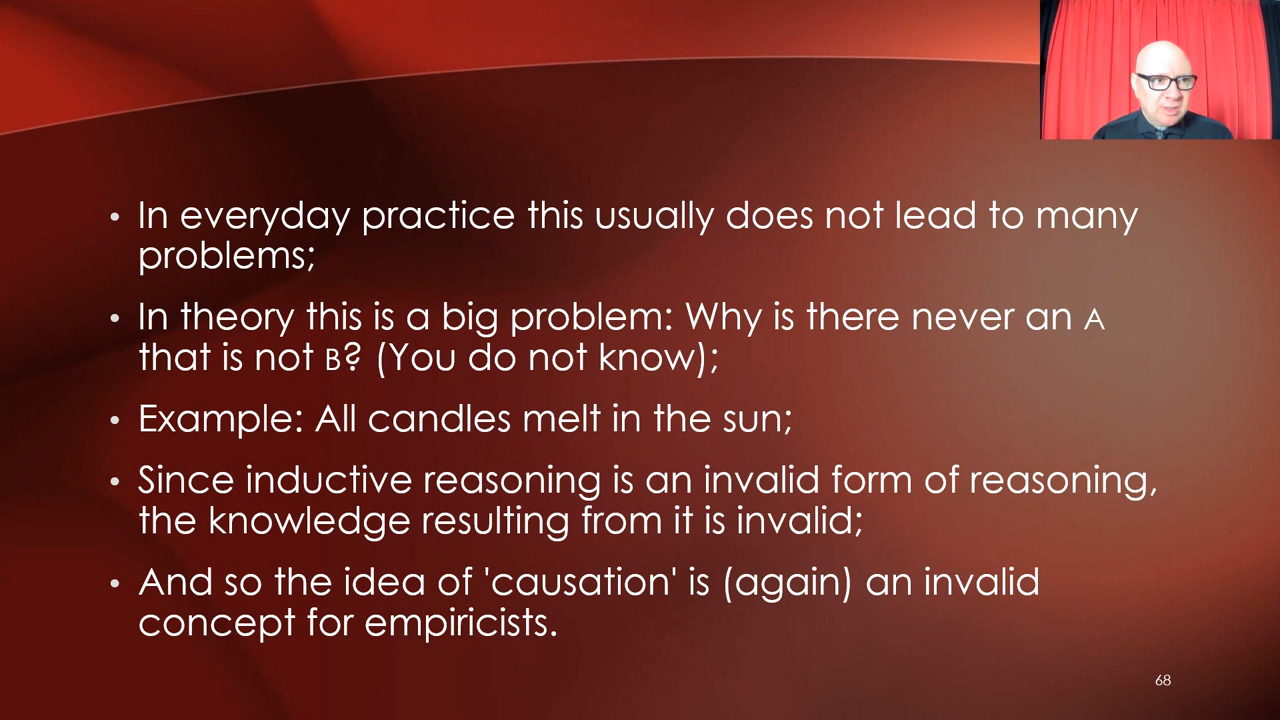 • In everyday practice this usually does not lead to many
problems;
• In theory this is a big problem: Why is there never an A
that is not B? (You do not know);
• Example: All candles melt in the sun;
• Since inductive reasoning is an invalid form of reasoning,
the knowledge resulting from it is invalid;
• And so the idea of 'causation' is (again) an invalid
concept for empiricists.
68